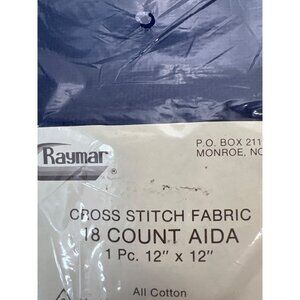 Raymar
®
P.O. BOX 211
MONROE, NC
CROSS STITCH FABRIC
18 COUNT AIDA
1 Pc. 12" x 12"
All Cotton